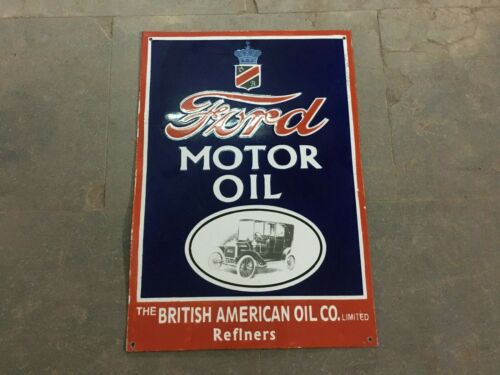 Ford
MOTOR
OIL
THE BRITISH AMERICAN OIL CO. LIMITED
Refiners